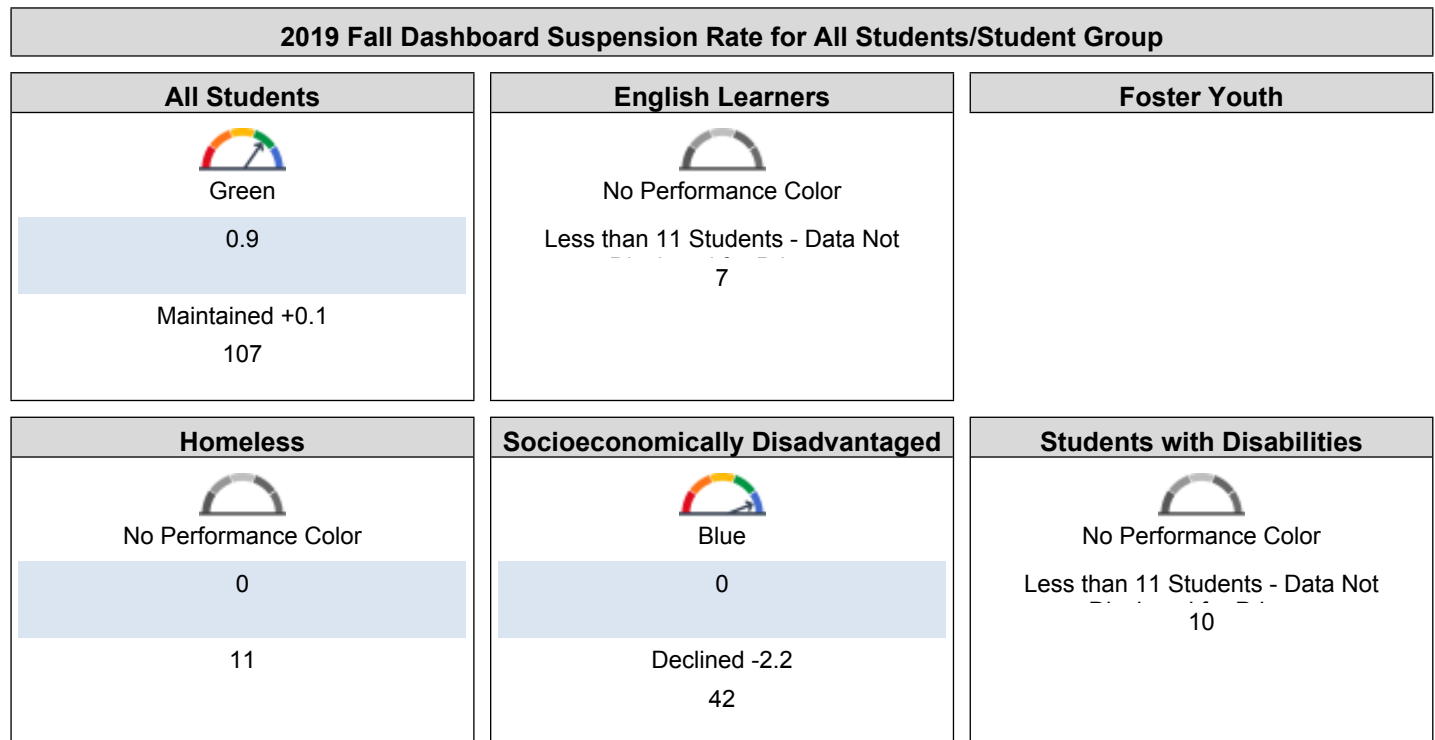 2019 Fall Dashboard Suspension Rate for All Students/Student Group
All Students
Green
0.9
Maintained +0.1
107
English Learners
No Performance Color
Less than 11 Students - Data Not
7
Foster Youth
Homeless
No Performance Color
0
11
Socioeconomically Disadvantaged
Blue
0
Declined -2.2
42
Students with Disabilities
No Performance Color
Less than 11 Students - Data Not
10